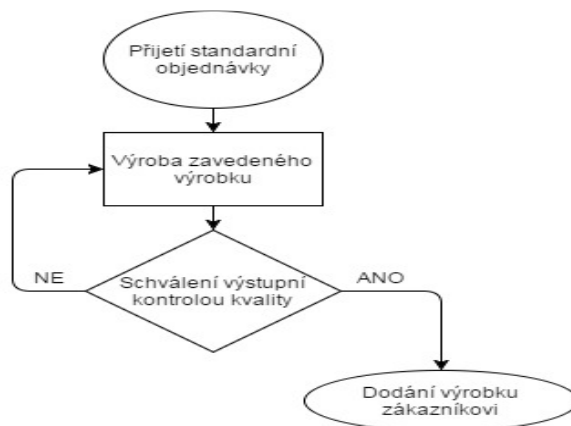 Přijetí standardní
objednávky
Výroba zavedeného
výrobku
Schválení výstupní
kontrolou kvality
NE
ANO
Dodání výrobku
zákazníkovi